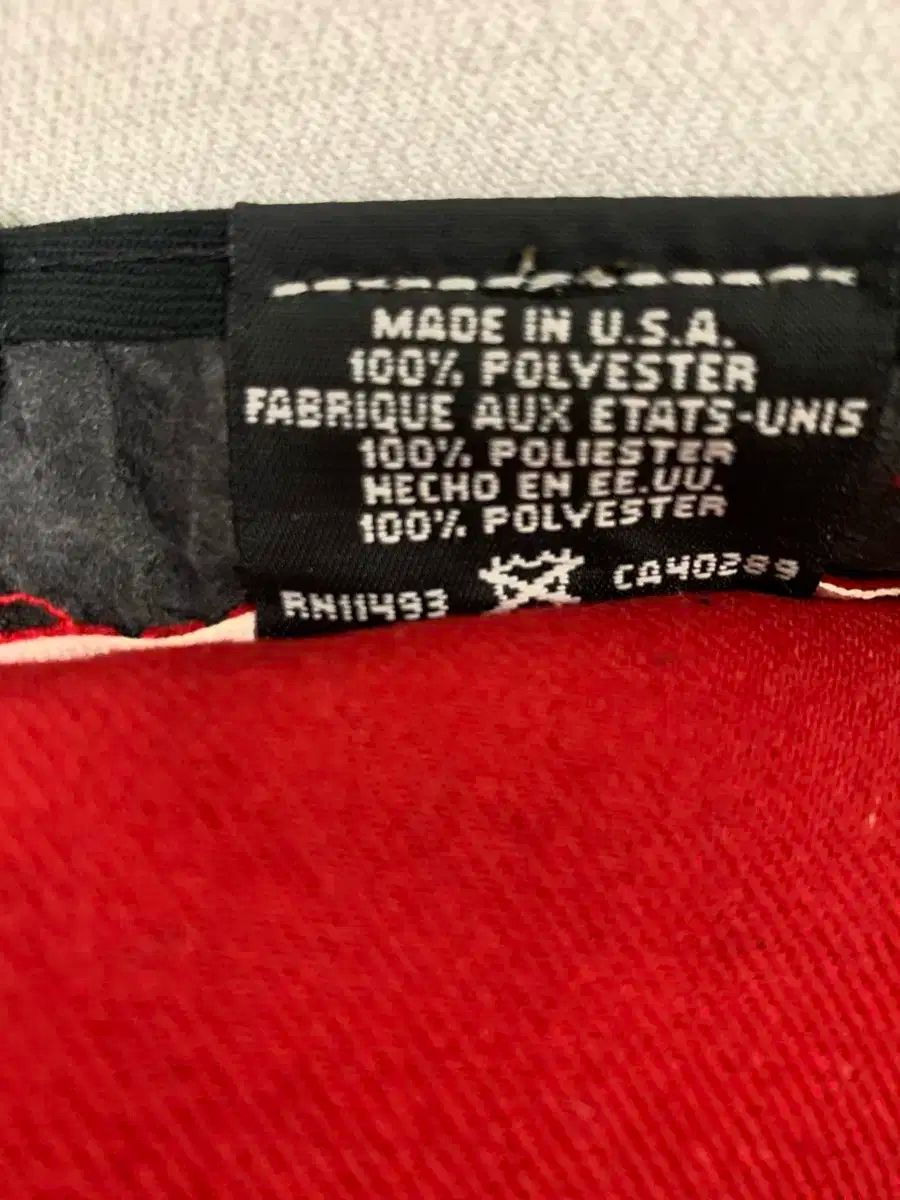 MADE IN U.S.A.
100% POLYESTER
FABRIQUE AUX ETATS-UNIS
100% POLIESTER
HECHO EN EE.UU.
100% POLYESTER
RN11493 CA40289